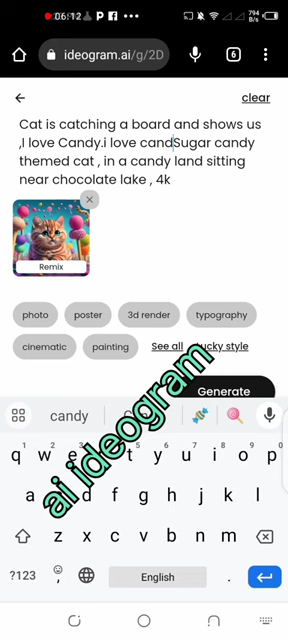 06:12
794
B/s
ideogram.ai/g/2D
6
clear
Cat is catching a board and shows us
,I love Candy.i love candSugar candy
themed cat , in a candy land sitting
near chocolate lake , 4k
Remix
photo
poster
3d render
typography
cinematic
painting
See all
ucky style
Generate
ai ideogram
candy
q w e t y u i o p
a d f g h j k l
z x c v b n m
?123
,
English
.